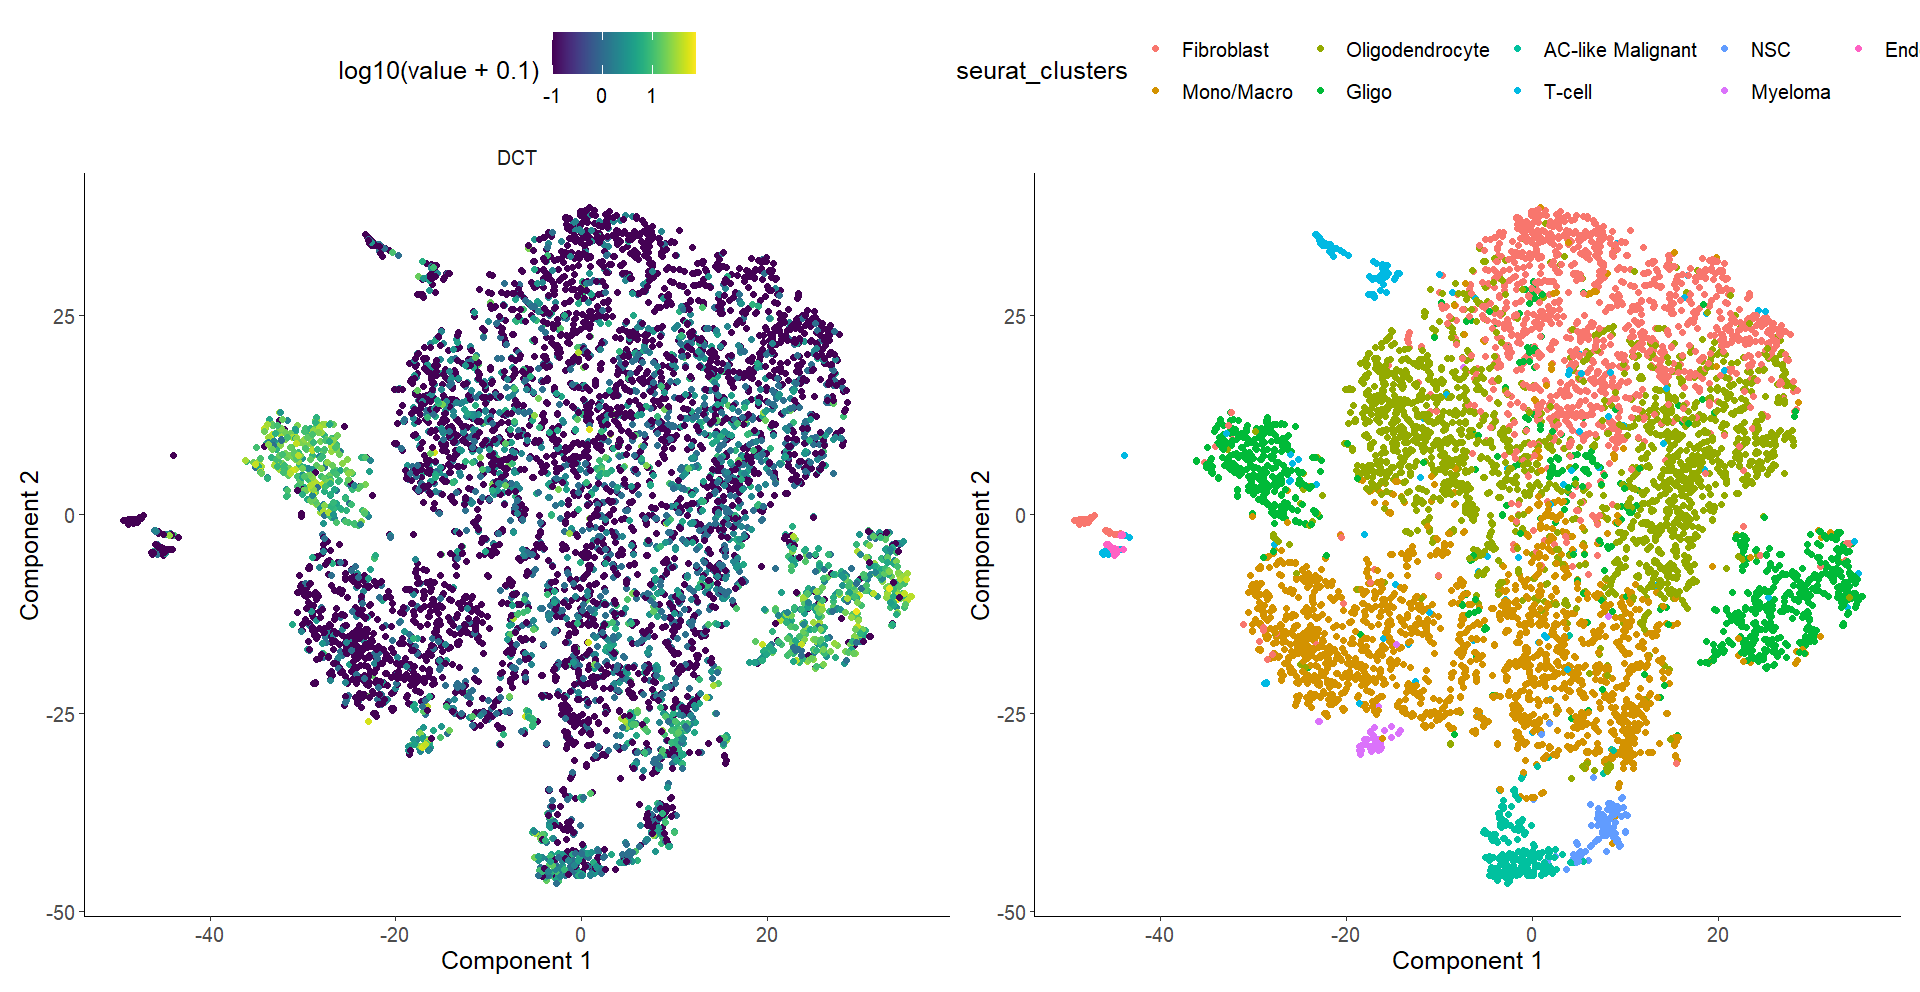 log10(value + 0.1)
-1 0 1
DCT
25
0
-25
-50
Component 2
-40 -20 0 20
Component 1
seurat_clusters
Fibroblast Oligodendrocyte AC-like Malignant NSC End
Mono/Macro Gligo T-cell Myeloma
25
0
-25
-50
Component 2
-40 -20 0 20
Component 1